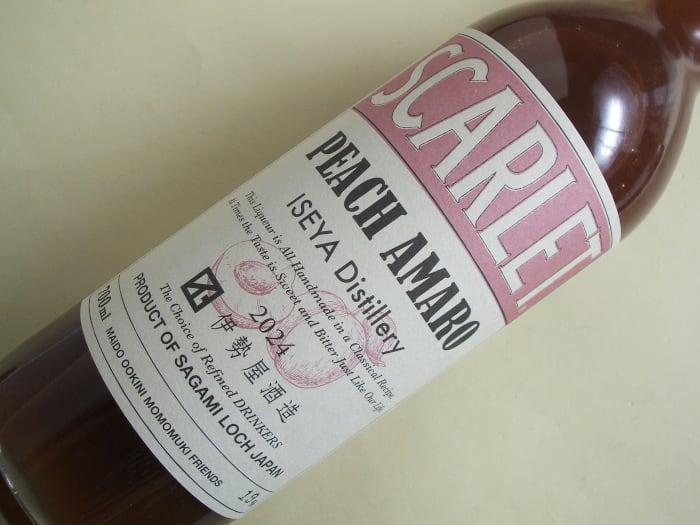 SCARLET
PEACH AMARO
ISEYA Distillery
This Liqueur is All Handmade in a Classical Recipe.
It Times the Taste is Sweet and Bitter Just Like Our Life
2024
伊勢屋酒造
The Choice of Refined DRINKERS
PRODUCT OF SAGAMI LOCH JAPAN
700ml
MAIDO OOKINI MOMOMUKI FRIENDS